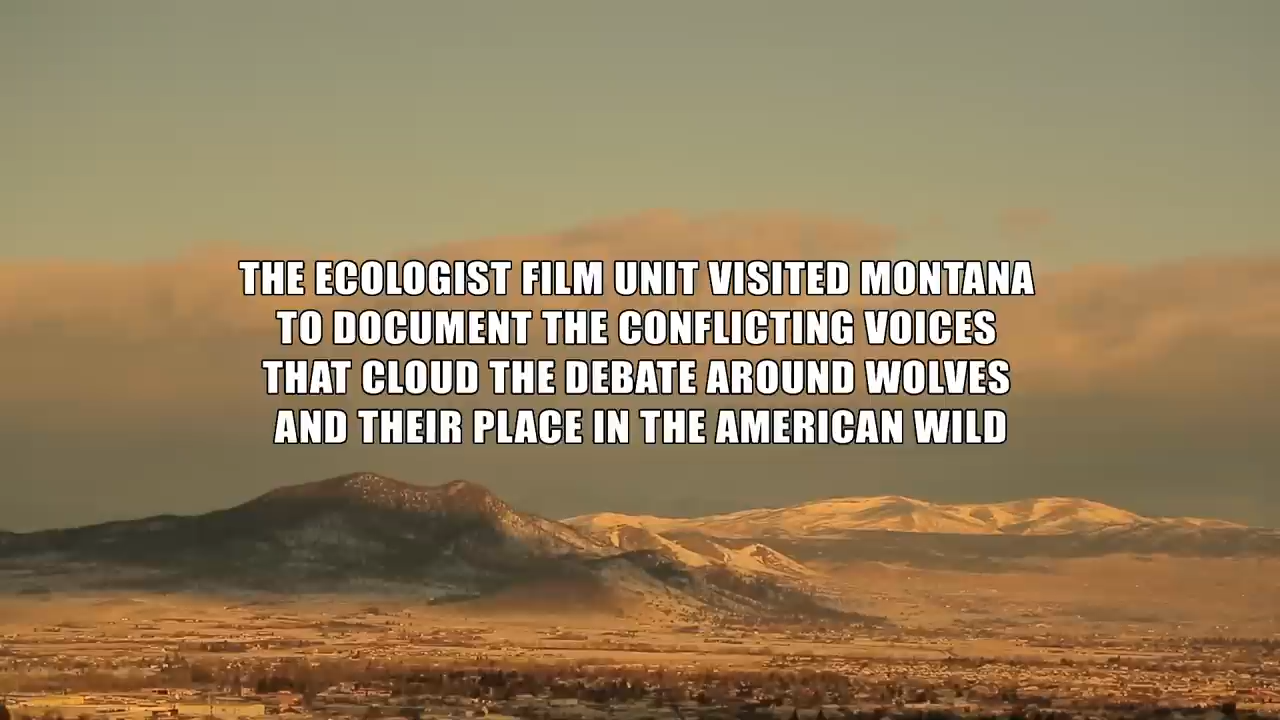 THE ECOLOGIST FILM UNIT VISITED MONTANA
TO DOCUMENT THE CONFLICTING VOICES
THAT CLOUD THE DEBATE AROUND WOLVES
AND THEIR PLACE IN THE AMERICAN WILD